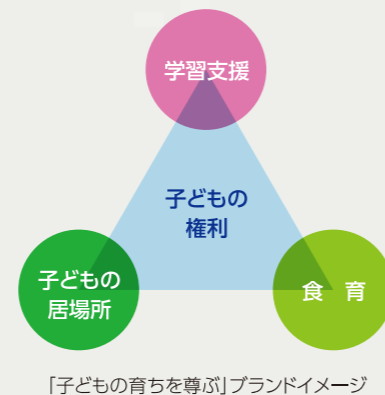 学習支援
子どもの
権利
子どもの
居場所
食　育
「子どもの育ちを尊ぶ」ブランドイメージ